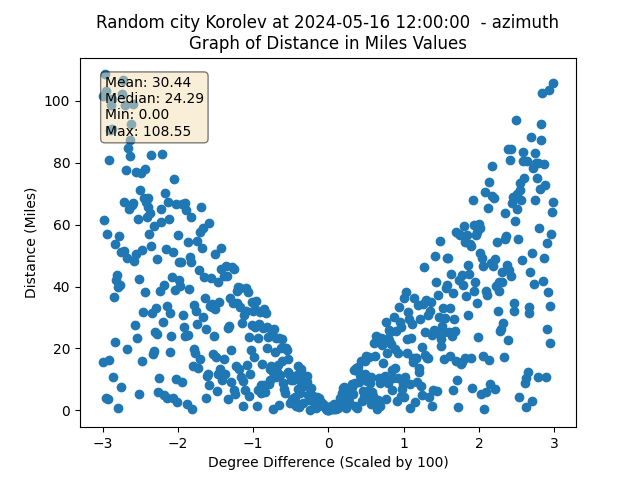 Random city Korolev at 2024-05-16 12:00:00  - azimuth
Graph of Distance in Miles Values
Mean: 30.44
Median: 24.29
Min: 0.00
Max: 108.55
Distance (Miles)
100
80
60
40
20
0
−3 −2 −1 0 1 2 3
Degree Difference (Scaled by 100)